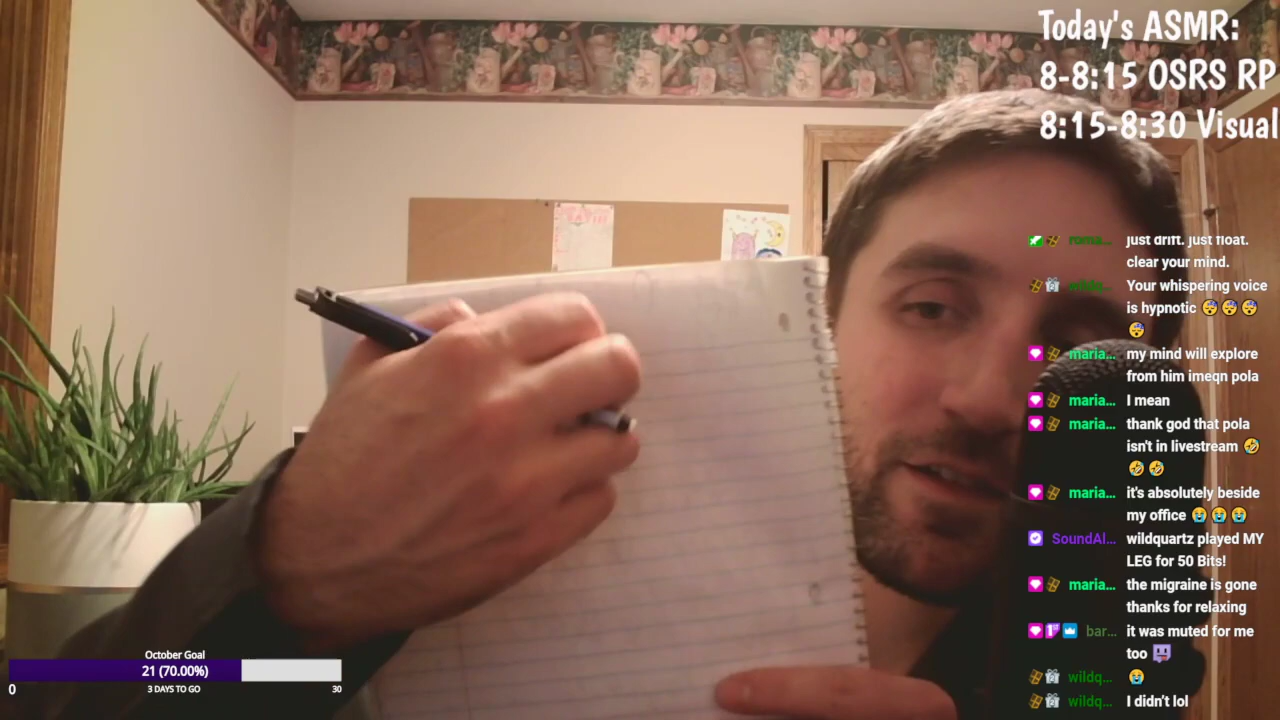 Today's ASMR:
8-8:15 OSRS RP
8:15-8:30 Visual
roma... just drift. just float.
clear your mind.
wildq... Your whispering voice
is hypnotic 😴 😴 😴
😴
maria... my mind will explore
from him imeqn pola
maria... I mean
maria... thank god that pola
isn't in livestream 🤣
🤣 🤣
maria... it's absolutely beside
my office 😭 😭 😭
SoundAl... wildquartz played MY
LEG for 50 Bits!
maria... the migraine is gone
thanks for relaxing
bar... it was muted for me
too
wildq... 😭
wildq... I didn't lol
October Goal
21 (70.00%)
0 3 DAYS TO GO 30